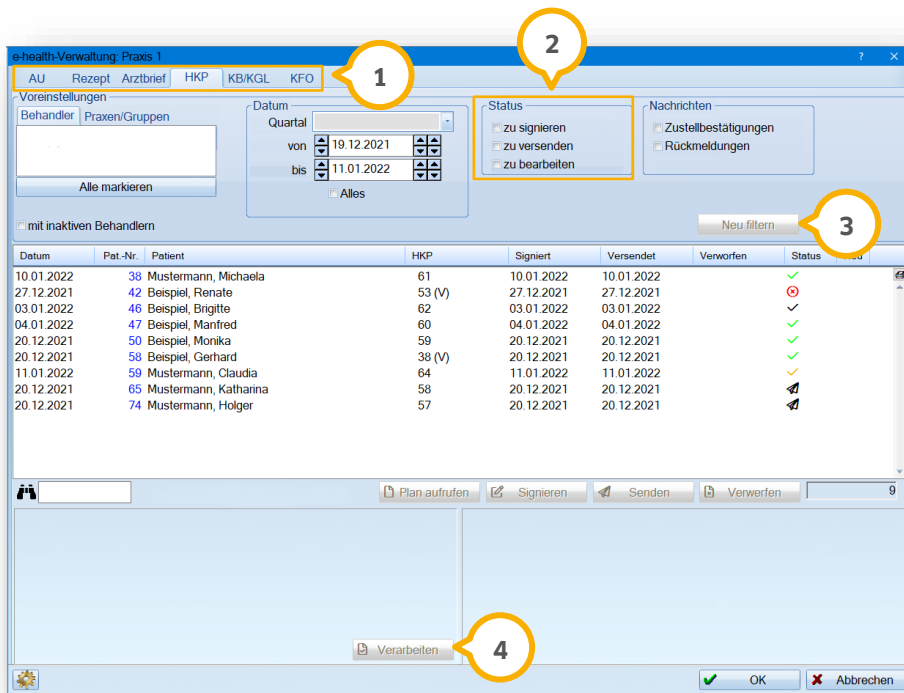 2
e-health-Verwaltung: Praxis 1 ?
AU Rezept Arztbrief HKP KB/KGL KFO 1
Voreinstellungen
Behandler Praxen/Gruppen
Alle markieren
mit inaktiven Behandlern
Datum
Quartal
von 19.12.2021
bis 11.01.2022
Alles
Status
zu signieren
zu versenden
zu bearbeiten
Nachrichten
Zustellbestätigungen
Rückmeldungen
Neu filtern 3
Datum Pat.-Nr. Patient HKP Signiert Versendet Verworfen Status
10.01.2022 38 Mustermann, Michaela 61 10.01.2022 10.01.2022
27.12.2021 42 Beispiel, Renate 53 (V) 27.12.2021 27.12.2021
03.01.2022 46 Beispiel, Brigitte 62 03.01.2022 03.01.2022
04.01.2022 47 Beispiel, Manfred 60 04.01.2022 04.01.2022
20.12.2021 50 Beispiel, Monika 59 20.12.2021 20.12.2021
20.12.2021 58 Beispiel, Gerhard 38 (V) 20.12.2021 20.12.2021
11.01.2022 59 Mustermann, Claudia 64 11.01.2022 11.01.2022
20.12.2021 65 Mustermann, Katharina 58 20.12.2021 20.12.2021
20.12.2021 74 Mustermann, Holger 57 20.12.2021 20.12.2021
Plan aufrufen Signieren Senden Verwerfen 9
Verarbeiten 4
OK Abbrechen